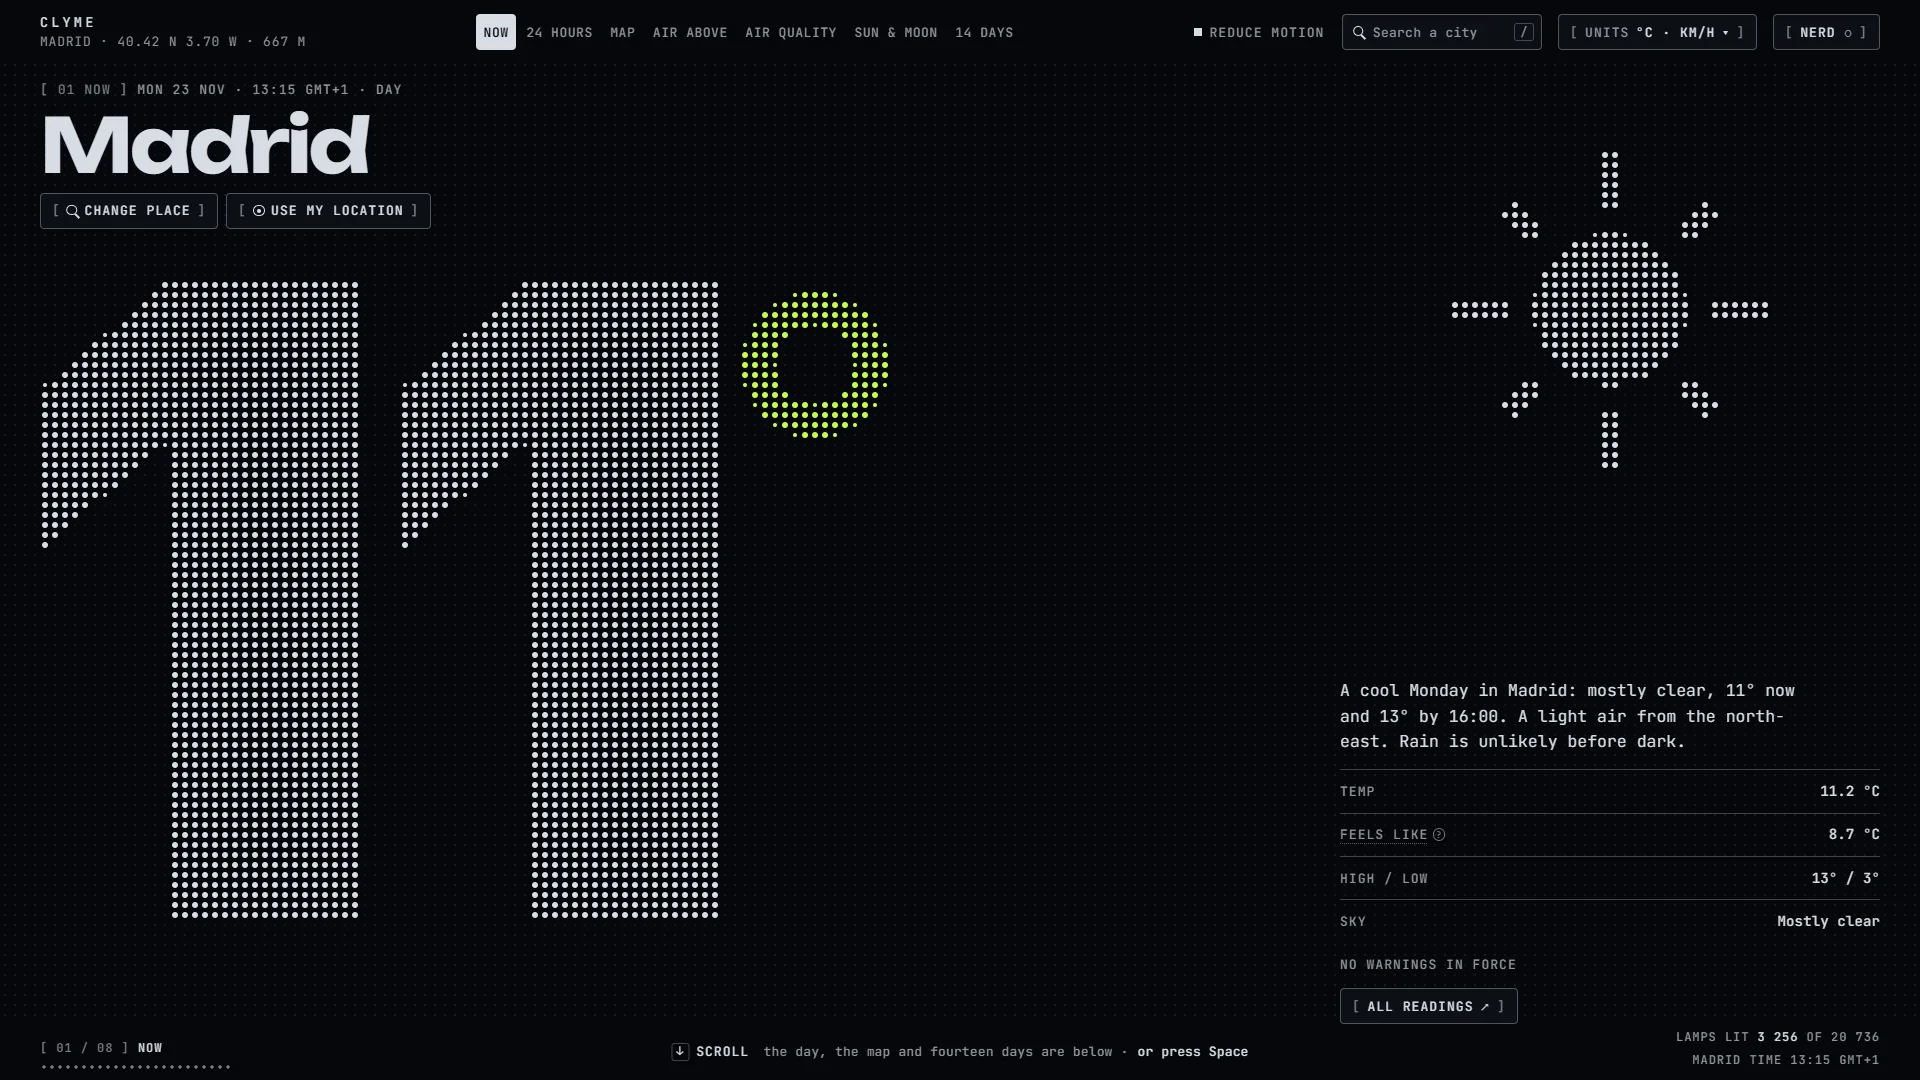 CLYME
MADRID · 40.42 N 3.70 W · 667 M
NOW 24 HOURS MAP AIR ABOVE AIR QUALITY SUN & MOON 14 DAYS
REDUCE MOTION
Search a city /
[ UNITS °C · KM/H ▾ ]
[ NERD ○ ]
[ 01 NOW ] MON 23 NOV · 13:15 GMT+1 · DAY
Madrid
[ CHANGE PLACE ] [ USE MY LOCATION ]
11°
A cool Monday in Madrid: mostly clear, 11° now
and 13° by 16:00. A light air from the north-
east. Rain is unlikely before dark.
TEMP 11.2 °C
FEELS LIKE ? 8.7 °C
HIGH / LOW 13° / 3°
SKY Mostly clear
NO WARNINGS IN FORCE
[ ALL READINGS ↗ ]
[ 01 / 08 ] NOW
↓ SCROLL the day, the map and fourteen days are below · or press Space
LAMPS LIT 3 256 OF 20 736
MADRID TIME 13:15 GMT+1